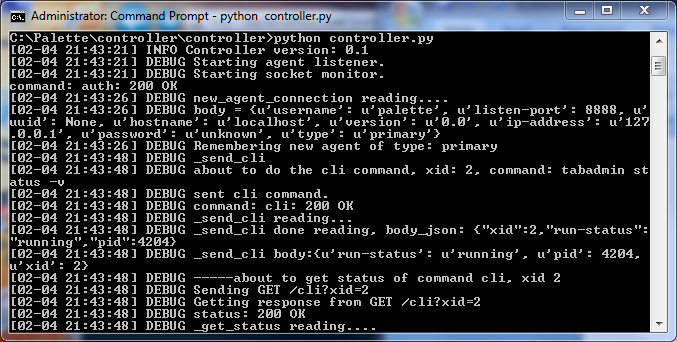 Administrator: Command Prompt - python  controller.py
C:\Palette\controller\controller>python controller.py
[02-04 21:43:21] INFO Controller version: 0.1
[02-04 21:43:21] DEBUG Starting agent listener.
[02-04 21:43:21] DEBUG Starting socket monitor.
command: auth: 200 OK
[02-04 21:43:26] DEBUG new_agent_connection reading....
[02-04 21:43:26] DEBUG body = {u'username': u'palette', u'listen-port': 8888, u'
uuid': None, u'hostname': u'localhost', u'version': u'0.0', u'ip-address': u'127
.0.0.1', u'password': u'unknown', u'type': u'primary'}
[02-04 21:43:26] DEBUG Remembering new agent of type: primary
[02-04 21:43:48] DEBUG _send_cli
[02-04 21:43:48] DEBUG about to do the cli command, xid: 2, command: tabadmin st
atus -v
[02-04 21:43:48] DEBUG sent cli command.
[02-04 21:43:48] DEBUG command: cli: 200 OK
[02-04 21:43:48] DEBUG _send_cli reading...
[02-04 21:43:48] DEBUG _send_cli done reading, body_json: {"xid":2,"run-status":
"running","pid":4204}
[02-04 21:43:48] DEBUG _send_cli body:{u'run-status': u'running', u'pid': 4204,
u'xid': 2}
[02-04 21:43:48] DEBUG -----about to get status of command cli, xid 2
[02-04 21:43:48] DEBUG Sending GET /cli?xid=2
[02-04 21:43:48] DEBUG Getting response from GET /cli?xid=2
[02-04 21:43:48] DEBUG status: 200 OK
[02-04 21:43:48] DEBUG _get_status reading....